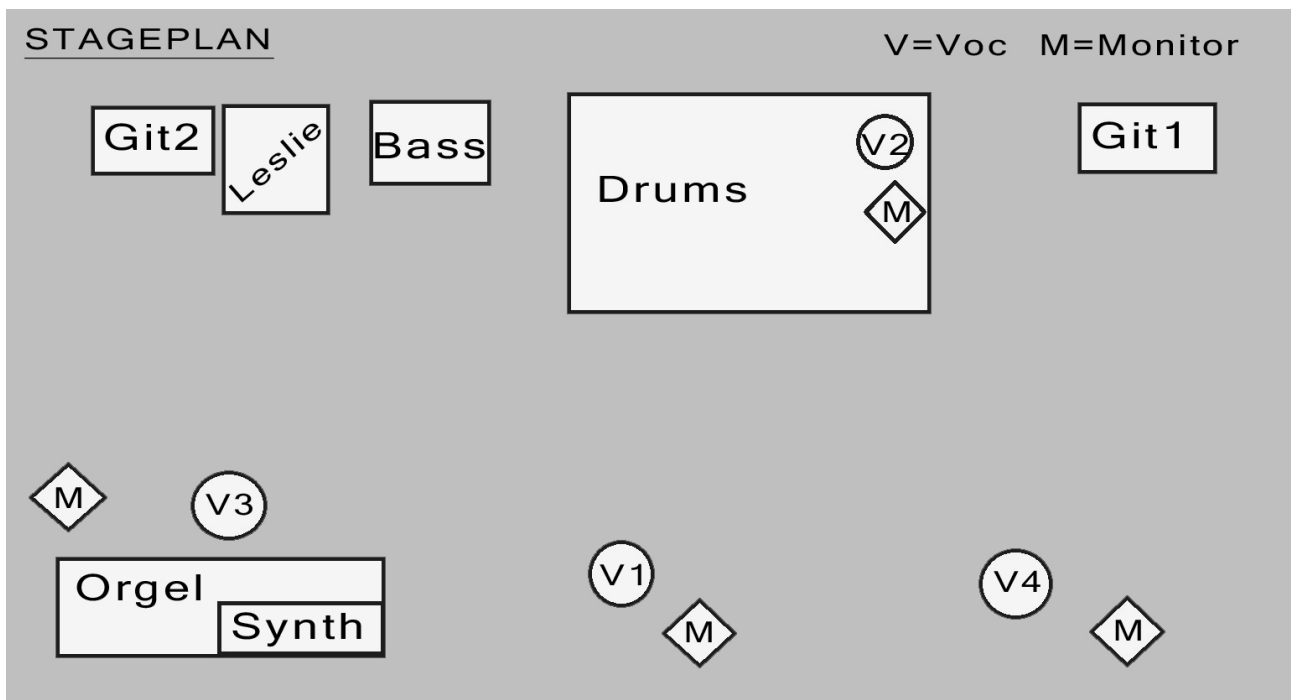 STAGEPLAN
V=Voc M=Monitor
Git2
Leslie
Bass
Drums
V2
M
Git1
M
V3
Orgel
Synth
V1
M
V4
M